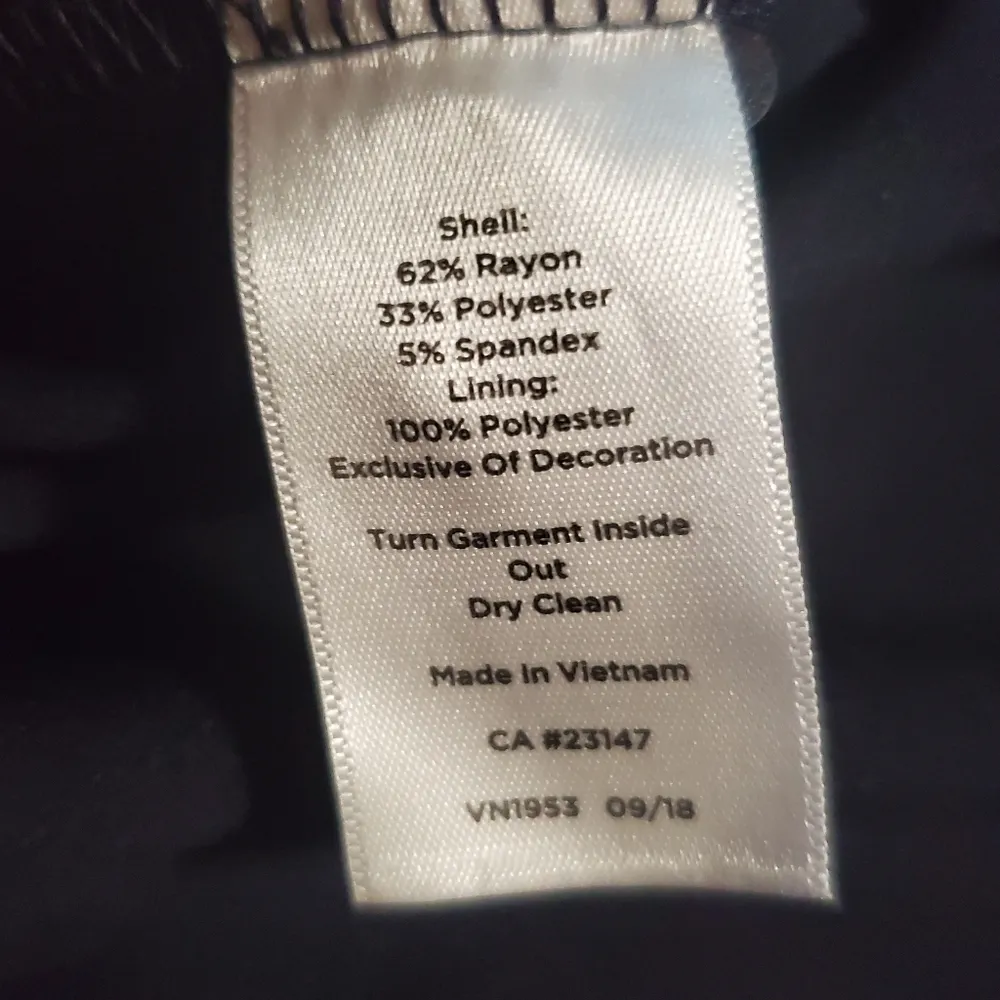 Shell:
62% Rayon
33% Polyester
5% Spandex
Lining:
100% Polyester
Exclusive Of Decoration
Turn Garment Inside
Out
Dry Clean
Made In Vietnam
CA #23147
VN1953 09/18